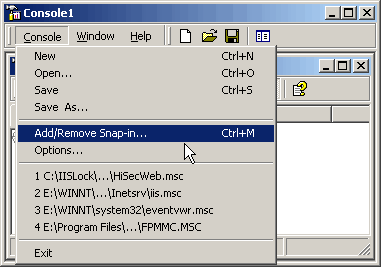 Console1
Console Window Help
New Ctrl+N
Open... Ctrl+O
Save Ctrl+S
Save As...
Add/Remove Snap-in... Ctrl+M
Options...
1 C:\IISLock\...\HiSecWeb.msc
2 E:\WINNT\...\Inetsrv\iis.msc
3 E:\WINNT\system32\eventvwr.msc
4 E:\Program Files\...\FPMMC.MSC
Exit